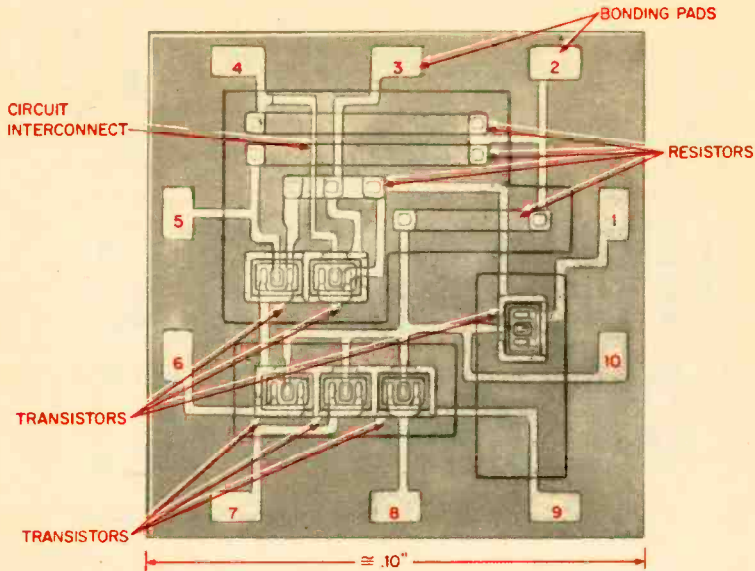 BONDING PADS
4
3
2
CIRCUIT
INTERCONNECT
RESISTORS
5
1
6
10
TRANSISTORS
7
8
9
TRANSISTORS
≅ .10"